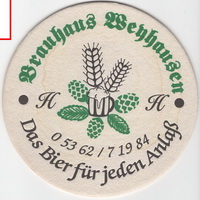 Brauhaus Weyhausen
H H
0 53 62 / 7 19 84
Das Bier für jeden Anlaß